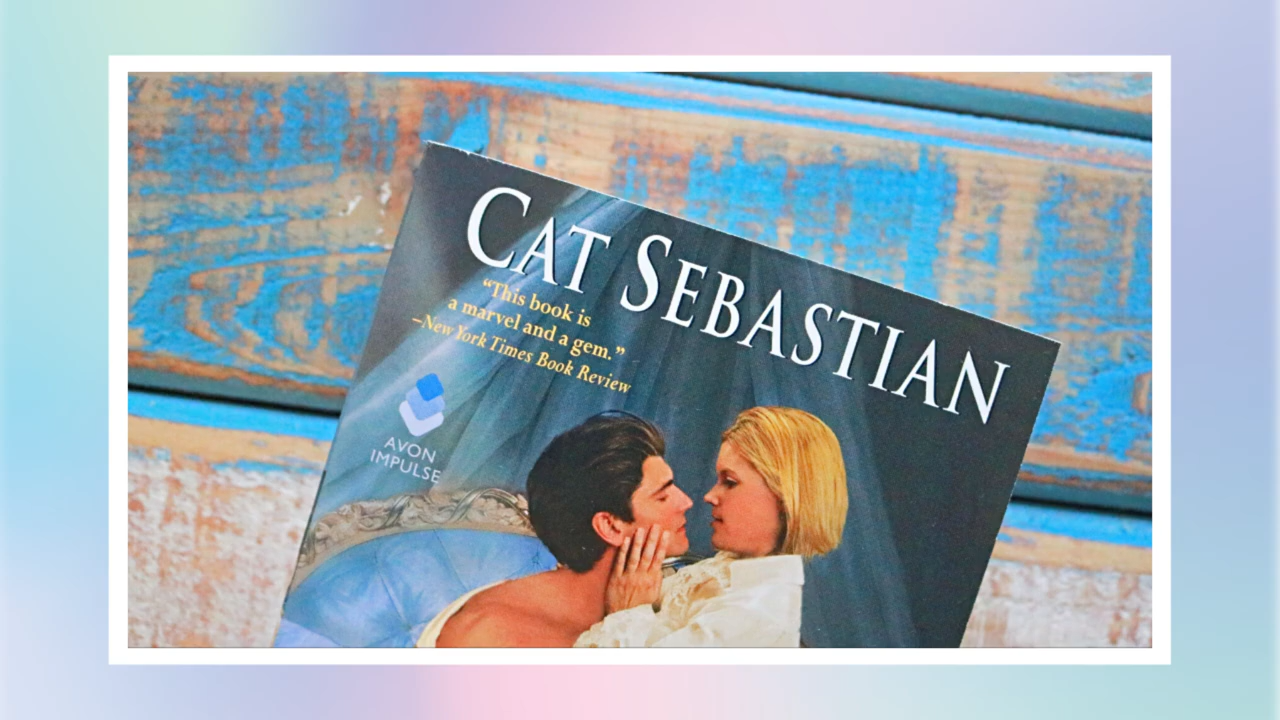 CAT SEBASTIAN
“This book is
a marvel and a gem.”
–New York Times Book Review
AVON
IMPULSE